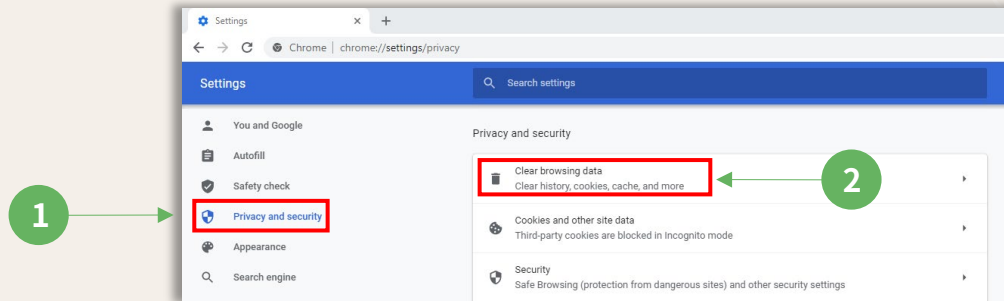 Settings
Chrome | chrome://settings/privacy
Settings
Search settings
You and Google
Autofill
Safety check
Privacy and security
Appearance
Search engine
Privacy and security
Clear browsing data
Clear history, cookies, cache, and more
Cookies and other site data
Third-party cookies are blocked in Incognito mode
Security
Safe Browsing (protection from dangerous sites) and other security settings
1
2